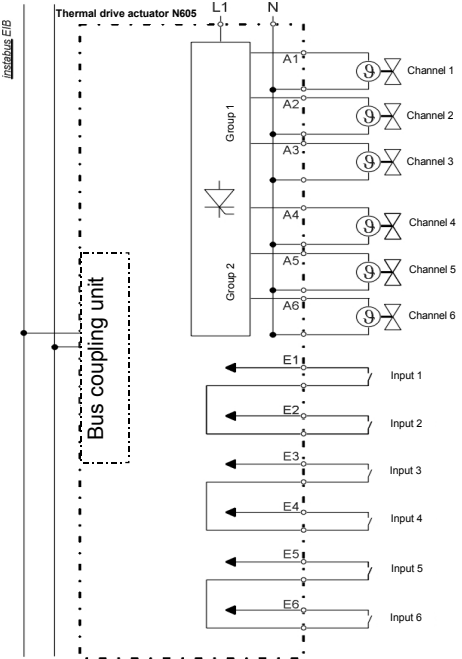 instabus EIB
Thermal drive actuator N605
L1
N
A1
Channel 1
A2
Channel 2
Group 1
A3
Channel 3
A4
Channel 4
A5
Channel 5
Group 2
A6
Channel 6
Bus coupling unit
E1
Input 1
E2
Input 2
E3
Input 3
E4
Input 4
E5
Input 5
E6
Input 6
ϑ
ϑ
ϑ
ϑ
ϑ
ϑ